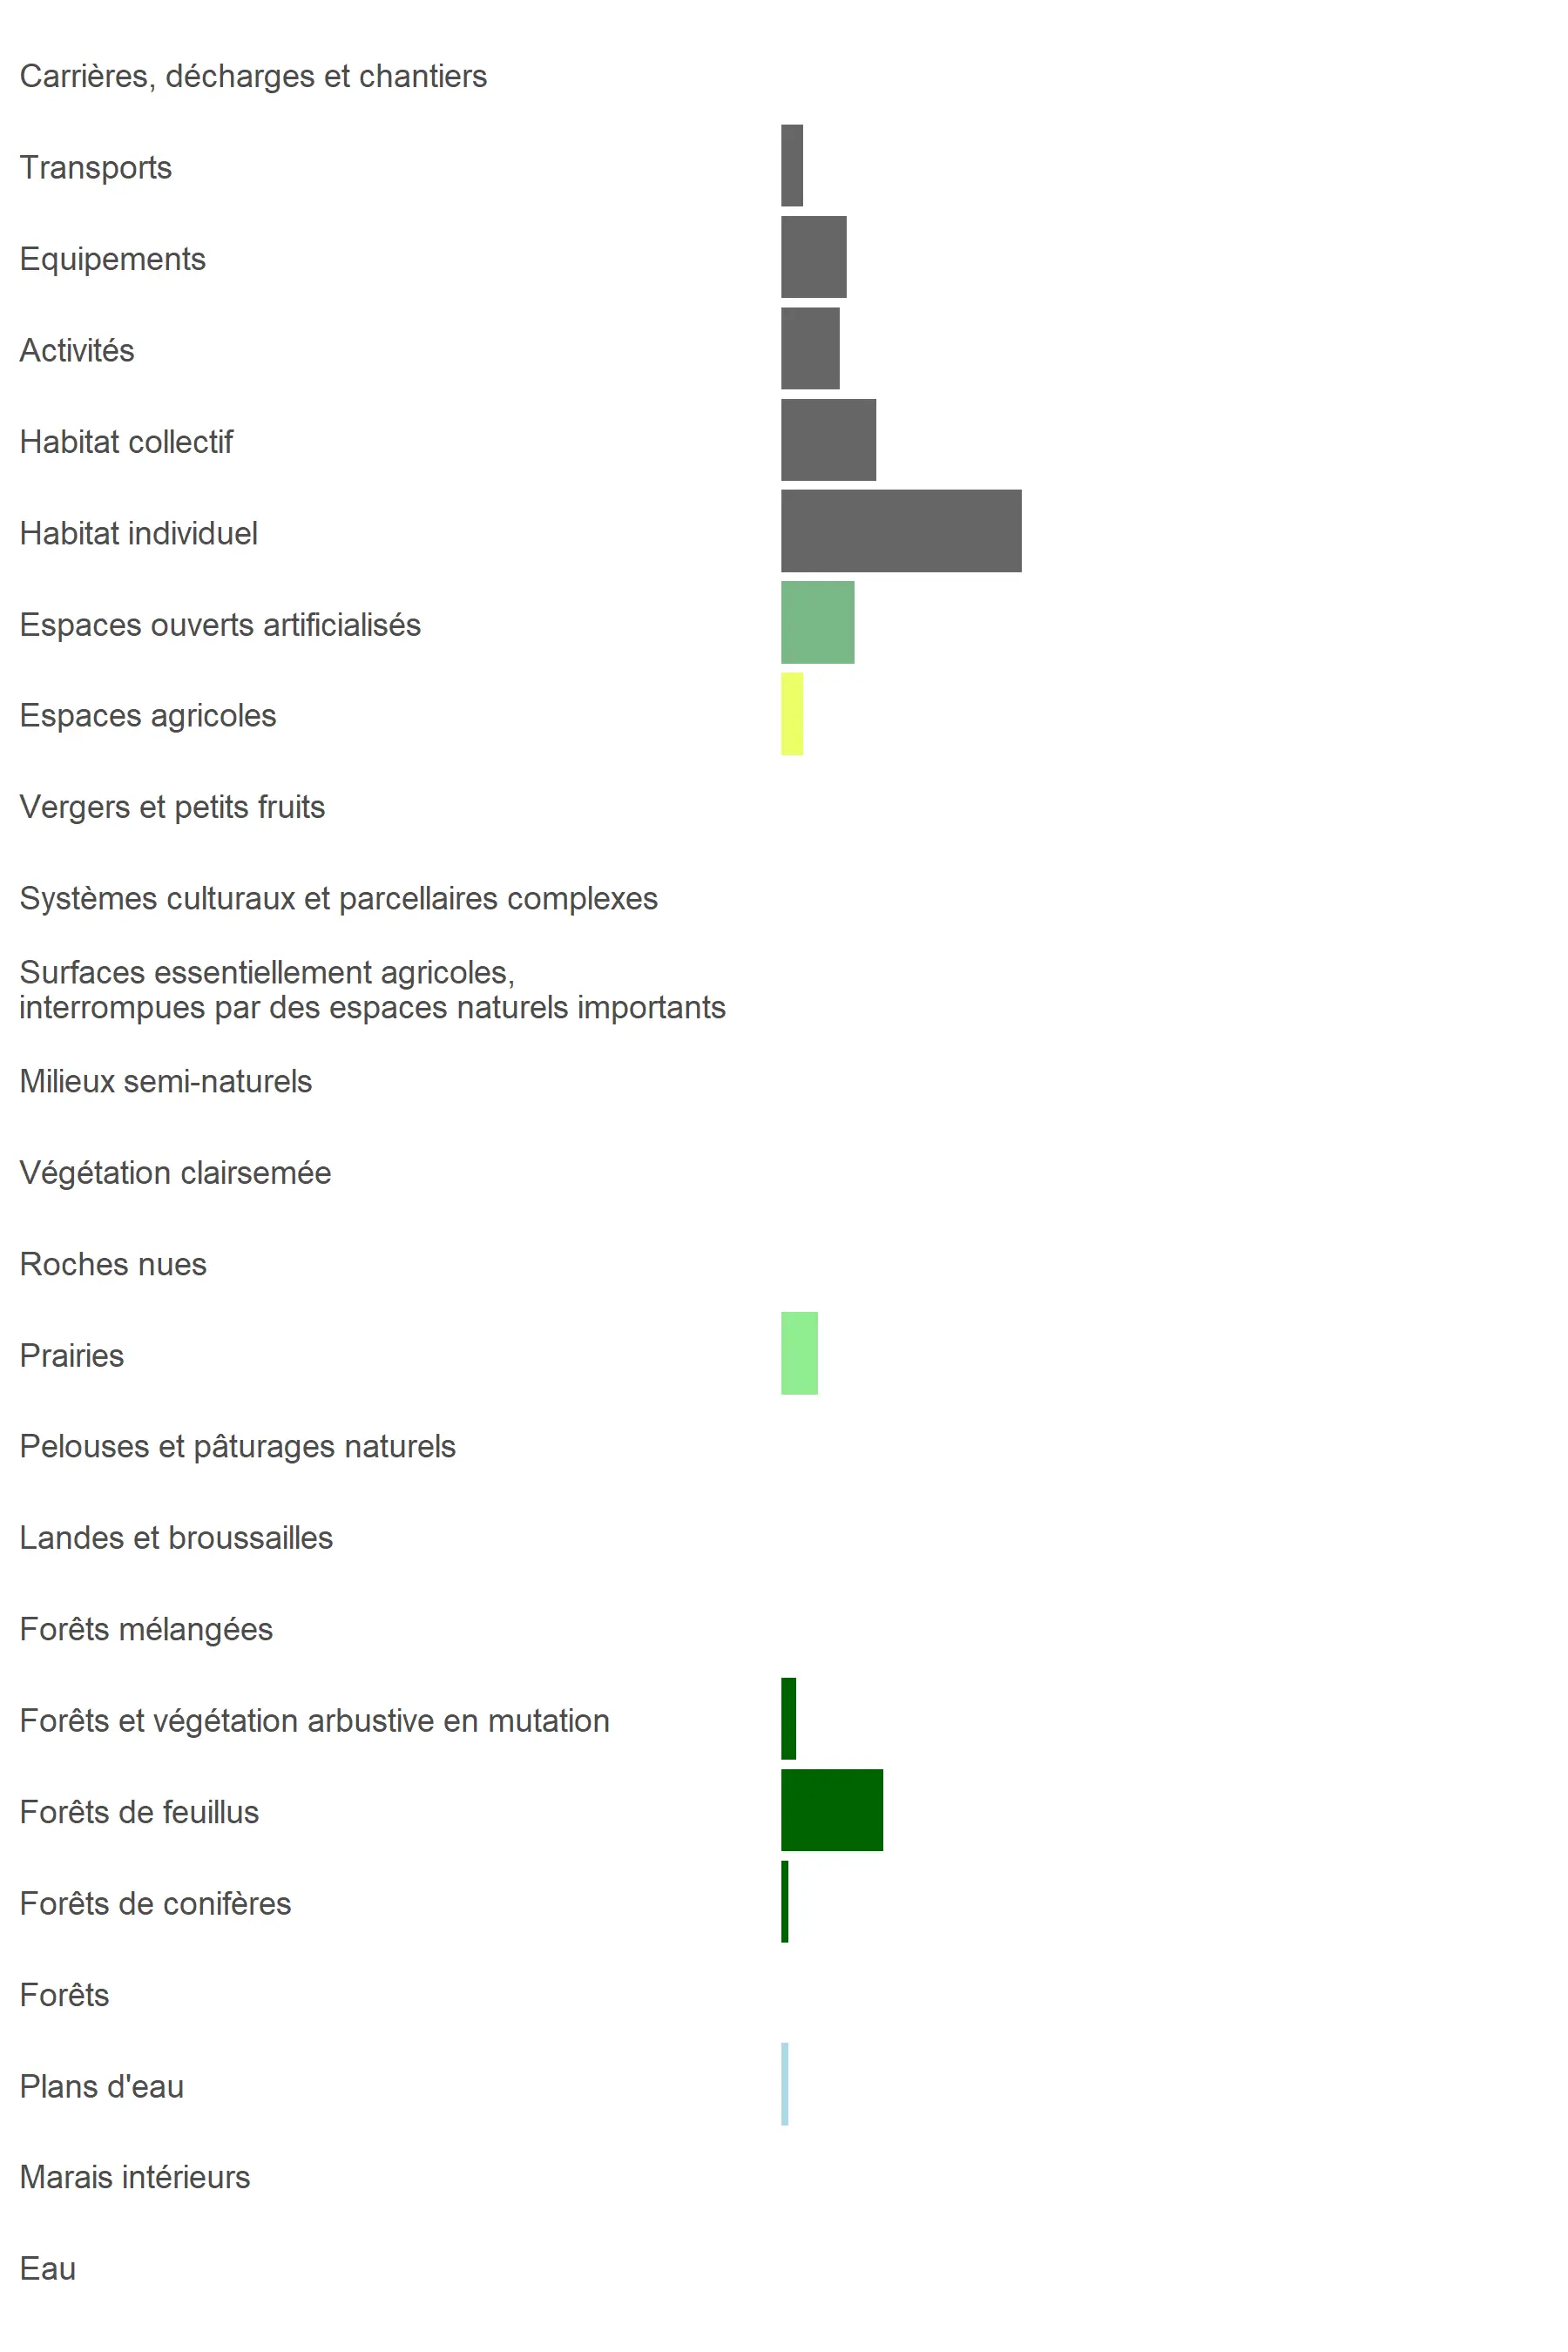 Carrières, décharges et chantiers
Transports
Equipements
Activités
Habitat collectif
Habitat individuel
Espaces ouverts artificialisés
Espaces agricoles
Vergers et petits fruits
Systèmes culturaux et parcellaires complexes
Surfaces essentiellement agricoles,
interrompues par des espaces naturels importants
Milieux semi-naturels
Végétation clairsemée
Roches nues
Prairies
Pelouses et pâturages naturels
Landes et broussailles
Forêts mélangées
Forêts et végétation arbustive en mutation
Forêts de feuillus
Forêts de conifères
Forêts
Plans d'eau
Marais intérieurs
Eau